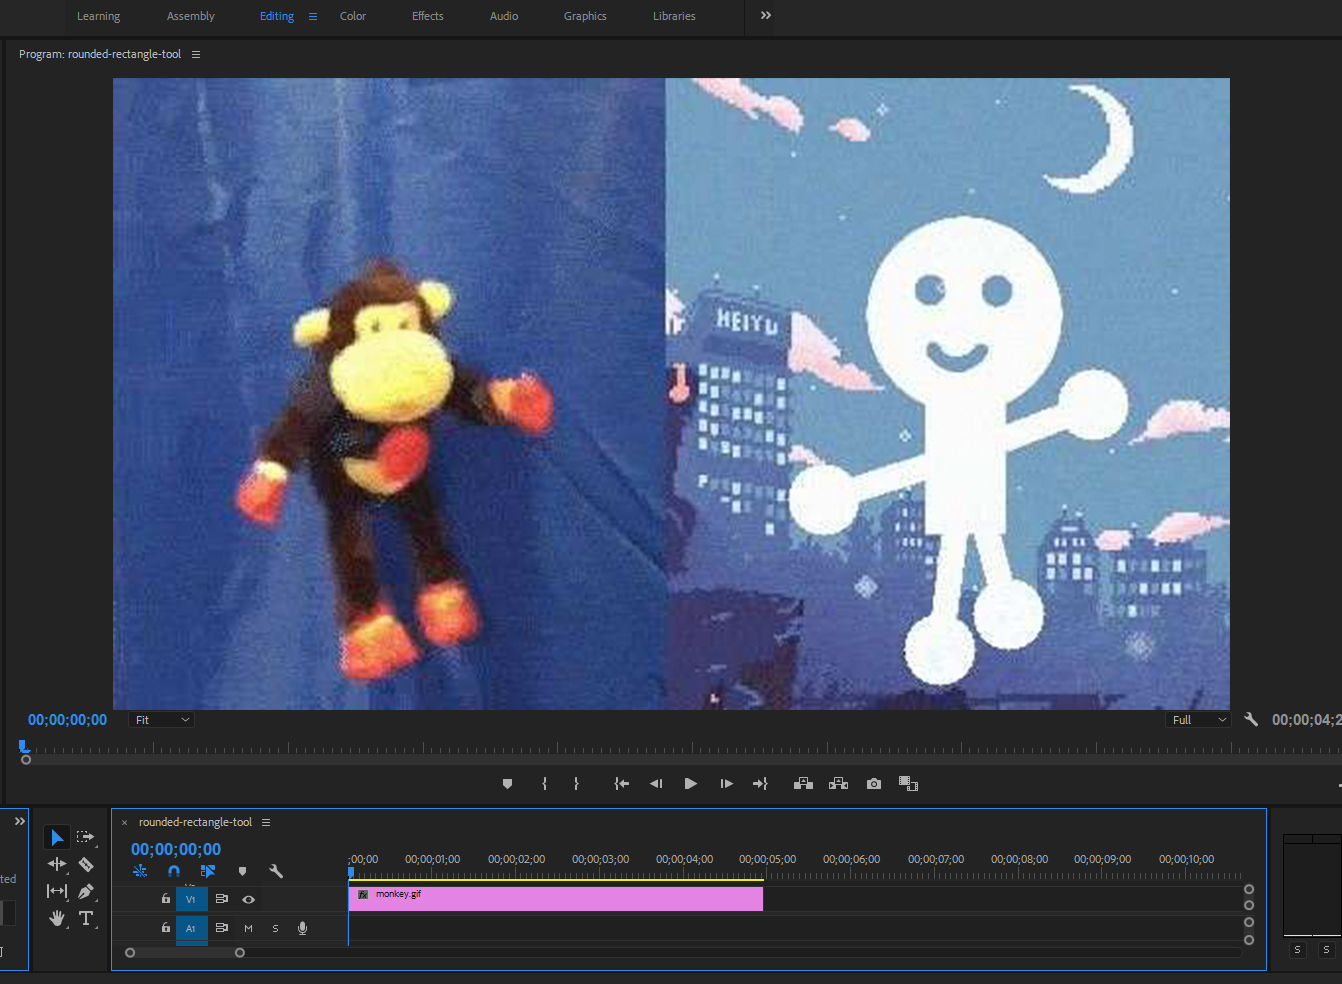 Learning Assembly Editing Color Effects Audio Graphics Libraries
Program: rounded-rectangle-tool
HEIYU
00;00;00;00 Fit Full 00;00;04;2
rounded-rectangle-tool
00;00;00;00
;00;00 00;00;01;00 00;00;02;00 00;00;03;00 00;00;04;00 00;00;05;00 00;00;06;00 00;00;07;00 00;00;08;00 00;00;09;00 00;00;10;00
ted
fx monkey.gif
V1
A1 M S
S S